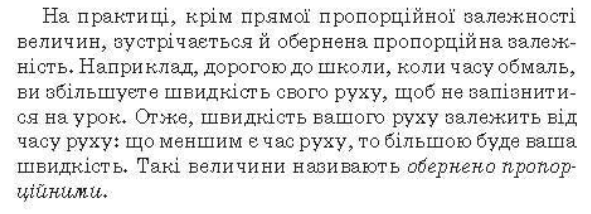 На практиці, крім прямої пропорційної залежності
величин, зустрічається й обернена пропорційна залеж-
ність. Наприклад, дорогою до школи, коли часу обмаль,
ви збільшуєте швидкість свого руху, щоб не запізнити-
ся на урок. Отже, швидкість вашого руху залежить від
часу руху: що меншим є час руху, то більшою буде ваша
швидкість. Такі величини називають обернено пропор-
ційними.